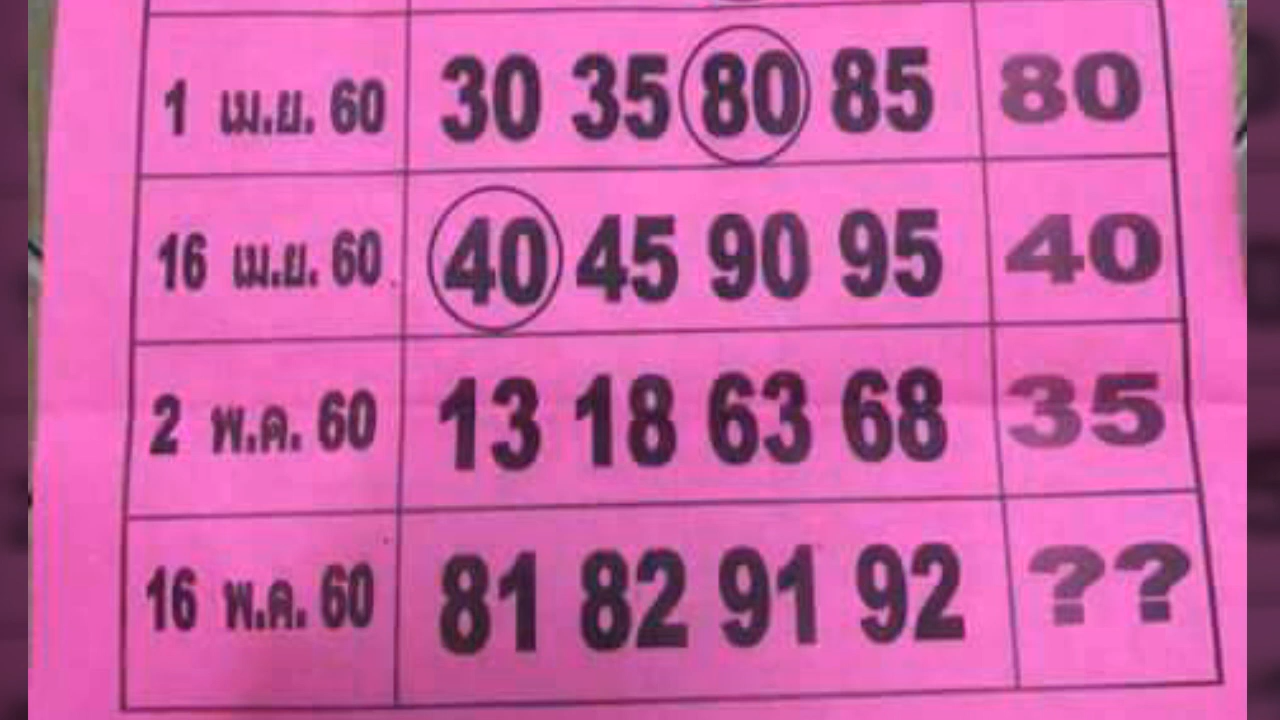 1 เม.ย. 60 30 35 80 85 80
16 เม.ย. 60 40 45 90 95 40
2 พ.ค. 60 13 18 63 68 35
16 พ.ค. 60 81 82 91 92 ??